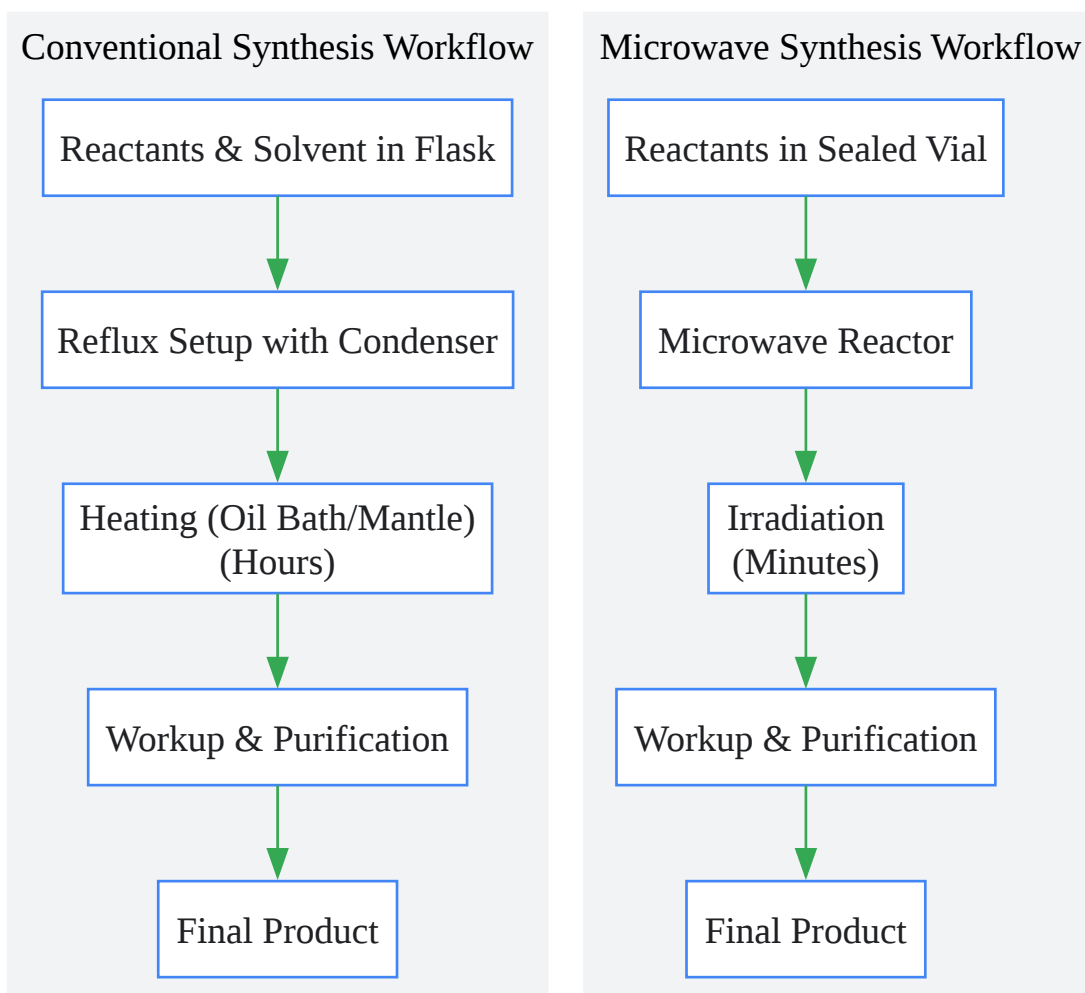 Conventional Synthesis Workflow
Reactants & Solvent in Flask
Reflux Setup with Condenser
Heating (Oil Bath/Mantle)
(Hours)
Workup & Purification
Final Product
Microwave Synthesis Workflow
Reactants in Sealed Vial
Microwave Reactor
Irradiation
(Minutes)
Workup & Purification
Final Product